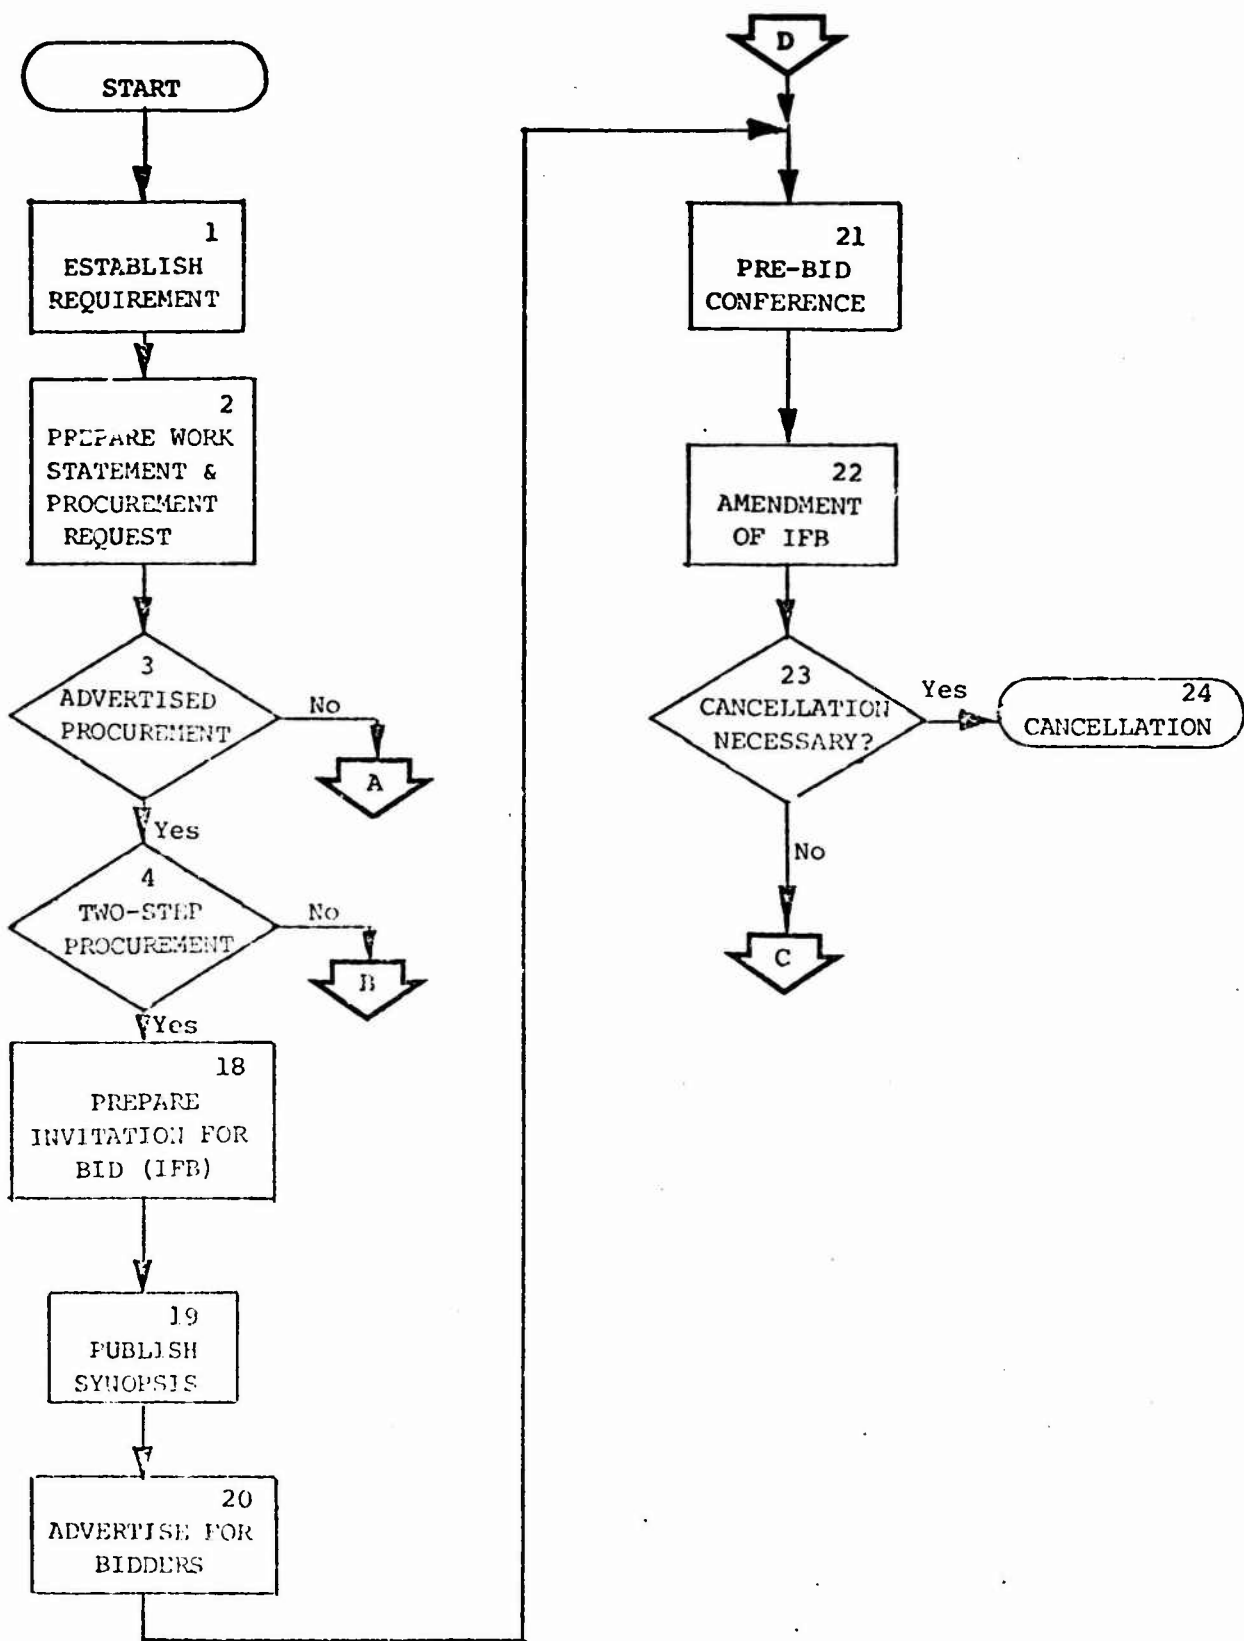 START
1
ESTABLISH
REQUIREMENT
2
PREPARE WORK
STATEMENT &
PROCUREMENT
REQUEST
3
ADVERTISED
PROCUREMENT
No
A
Yes
4
TWO-STEP
PROCUREMENT
No
B
Yes
18
PREPARE
INVITATION FOR
BID (IFB)
19
PUBLISH
SYNOPSIS
20
ADVERTISE FOR
BIDDERS
D
21
PRE-BID
CONFERENCE
22
AMENDMENT
OF IFB
23
CANCELLATION
NECESSARY?
Yes
24
CANCELLATION
No
C